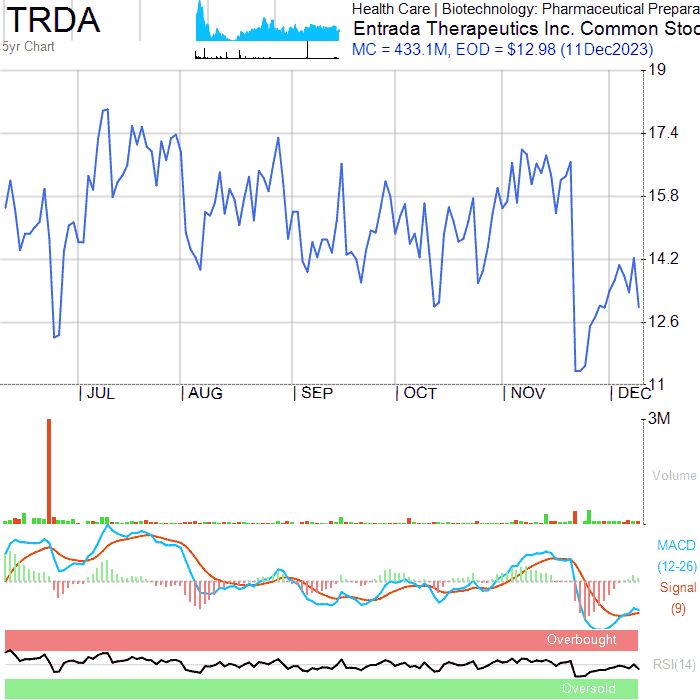 TRDA
5yr Chart
Health Care | Biotechnology: Pharmaceutical Prepara
Entrada Therapeutics Inc. Common Stoc
MC = 433.1M, EOD = $12.98 (11Dec2023)
19
17.4
15.8
14.2
12.6
11
JUL
AUG
SEP
OCT
NOV
DEC
3M
Volume
MACD
(12-26)
Signal
(9)
Overbought
RSI(14)
Oversold